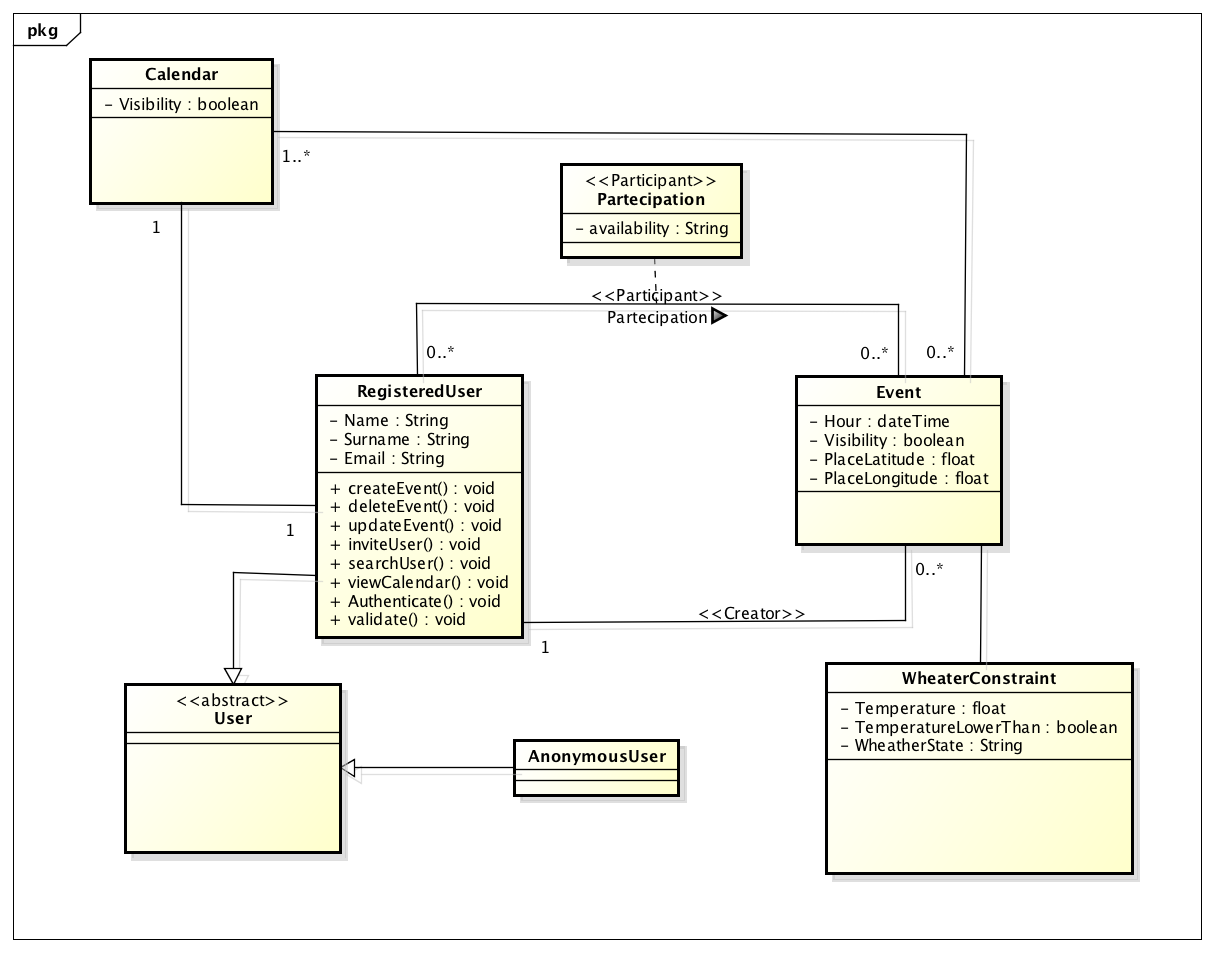 pkg
Calendar
- Visibility : boolean
1..*
1
<<Participant>>
Partecipation
- availability : String
<<Participant>>
Partecipation
0..*
0..*
0..*
RegisteredUser
- Name : String
- Surname : String
- Email : String
+ createEvent() : void
+ deleteEvent() : void
+ updateEvent() : void
+ inviteUser() : void
+ searchUser() : void
+ viewCalendar() : void
+ Authenticate() : void
+ validate() : void
1
Event
- Hour : dateTime
- Visibility : boolean
- PlaceLatitude : float
- PlaceLongitude : float
0..*
<<Creator>>
1
<<abstract>>
User
AnonymousUser
WheaterConstraint
- Temperature : float
- TemperatureLowerThan : boolean
- WheatherState : String